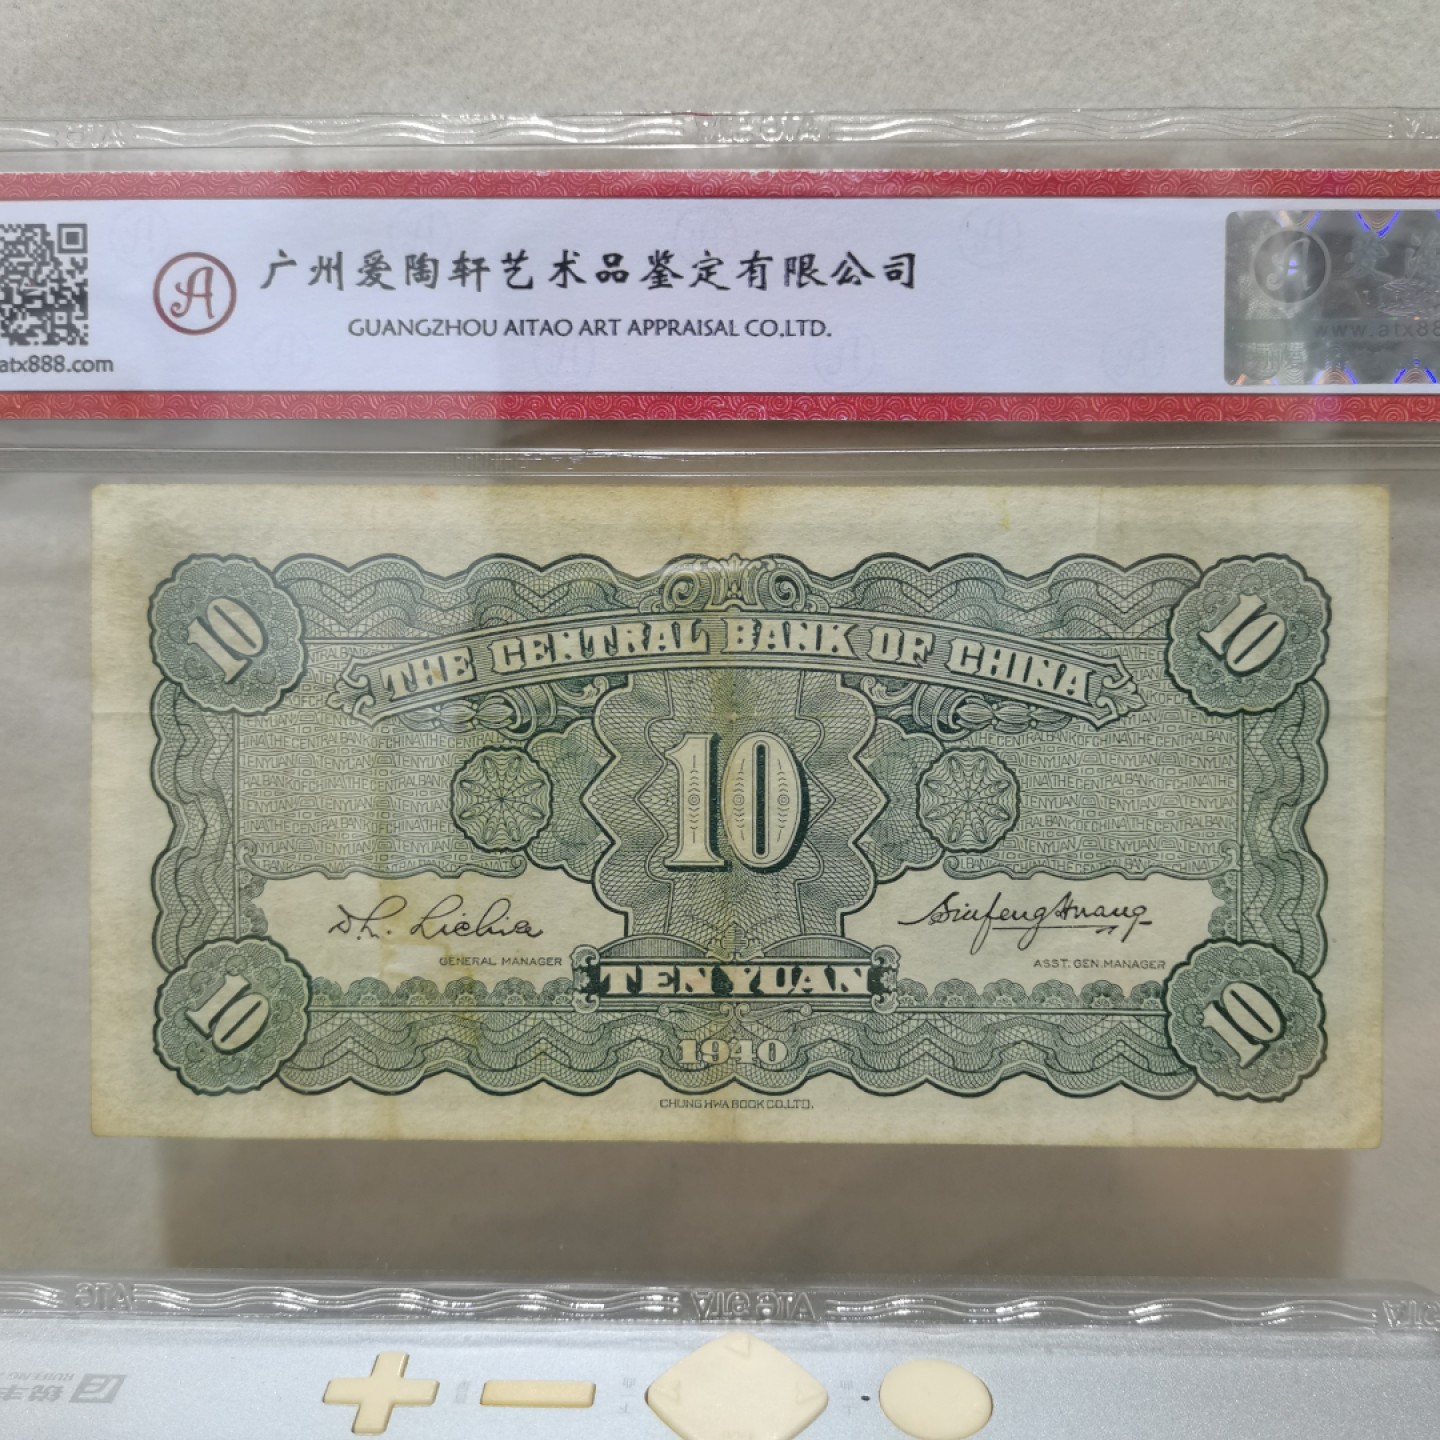 广州爱陶轩艺术品鉴定有限公司
GUANGZHOU AITAO ART APPRAISAL CO.LTD.
atx888.com
www.atx88
10
10
THE CENTRAL BANK OF CHINA
10
GENERAL MANAGER
ASST. GEN. MANAGER
TEN YUAN
10
10
1940
CHUNG HWA BOOK CO.,LTD.